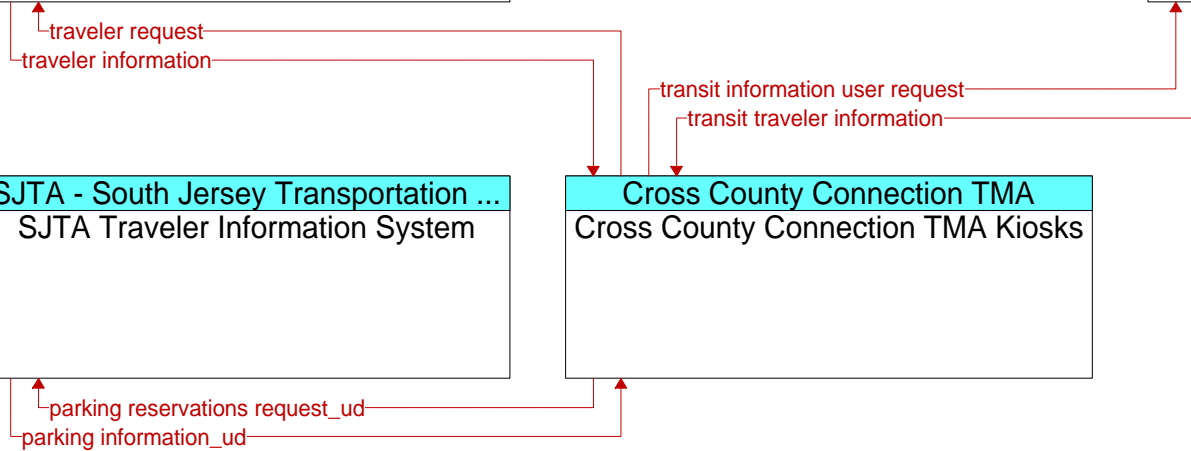 traveler request
traveler information
transit information user request
transit traveler information
SJTA - South Jersey Transportation ...
SJTA Traveler Information System
Cross County Connection TMA
Cross County Connection TMA Kiosks
parking reservations request_ud
parking information_ud